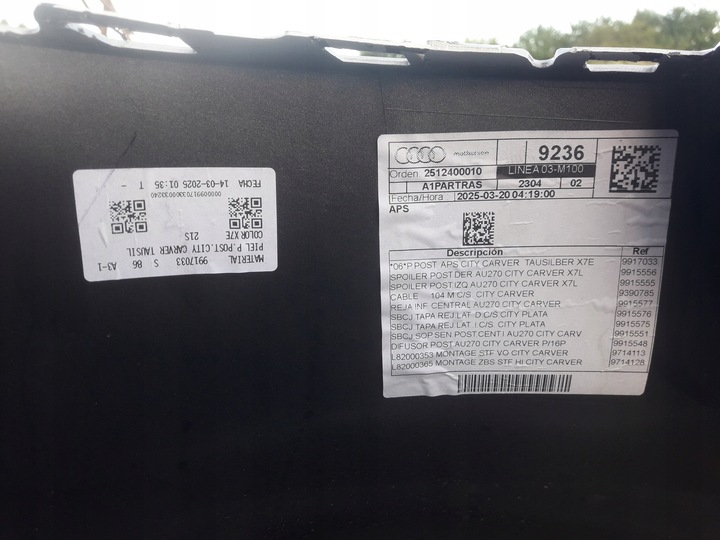 MATERIAL
9917033 S 86 A3-1
PIEL P.POST.CITY CARVER TAUSIL
21S
COLOR X7E
0000099170330000033240
FECHA 14-03-2025 01:35 T -
motherson
9236
Orden 2512400010
LINEA 03-M100
A1PARTRAS 2304 02
Fecha/Hora 2025-03-20 04:19:00
APS
Descripción Ref
*06*P POST APS CITY CARVER TAUSILBER X7E 9917033
SPOILER POST DER AU270 CITY CARVER X7L 9915556
SPOILER POST IZQ AU270 CITY CARVER X7L 9915555
CABLE 104 M C/S CITY CARVER 9390785
REJA INF CENTRAL AU270 CITY CARVER 9915577
SBCJ TAPA REJ LAT D C/S CITY PLATA 9915576
SBCJ TAPA REJ LAT I C/S CITY PLATA 9915575
SBCJ SOP SEN POST CENT I AU270 CITY CARV 9915551
DIFUSOR POST AU270 CITY CARVER P/16P 9915548
L82000353 MONTAGE STF VO CITY CARVER 9714113
L82000365 MONTAGE ZBS STF HI CITY CARVER 9714128